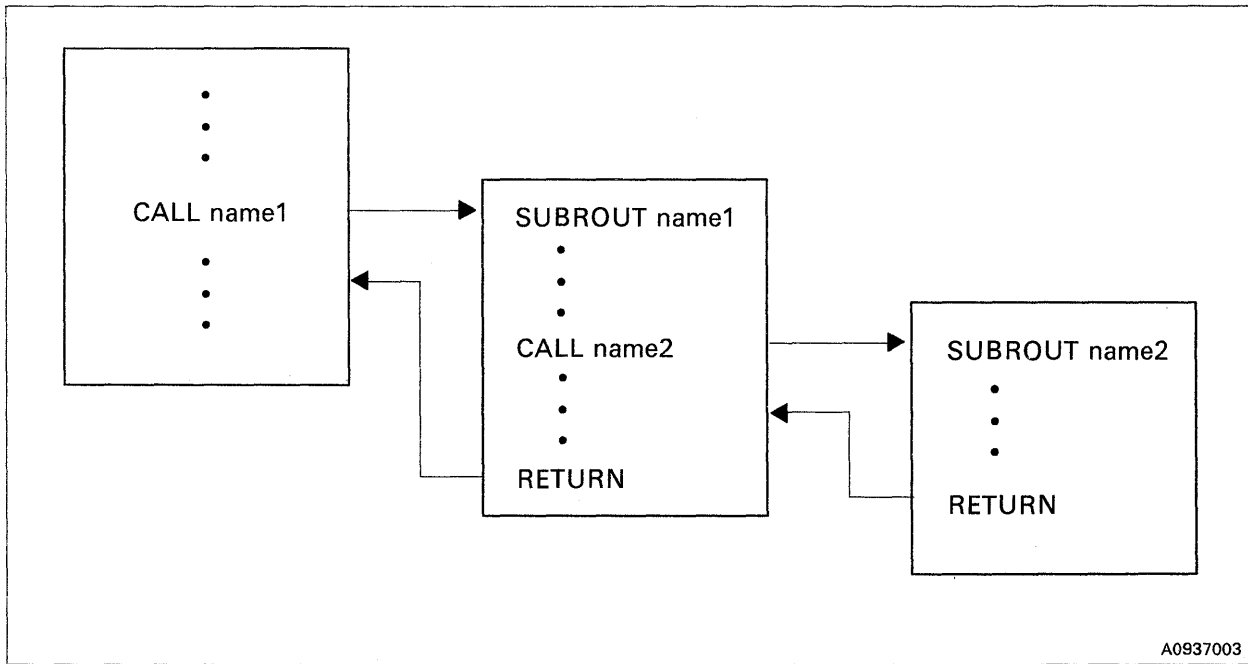 CALL name1
SUBROUT name1
CALL name2
RETURN
SUBROUT name2
RETURN
A0937003